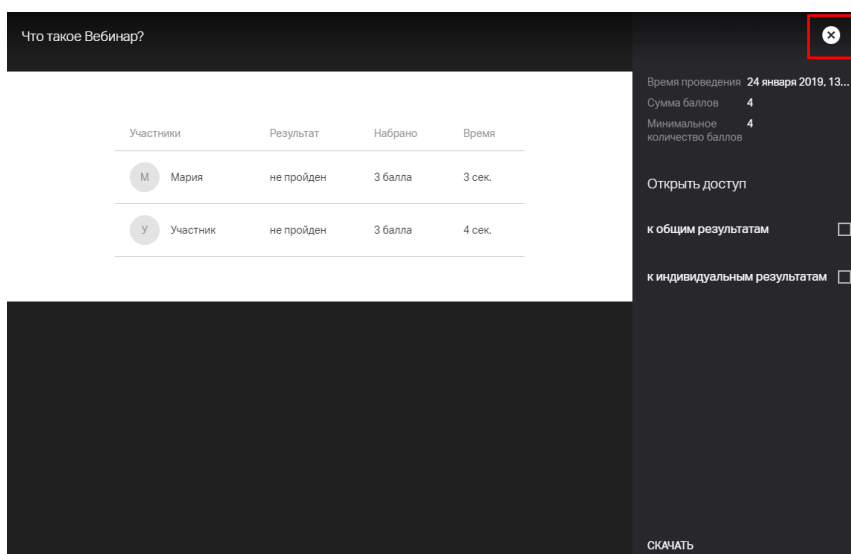 Что такое Вебинар?
Время проведения 24 января 2019, 13...
Сумма баллов 4
Минимальное 4
количество баллов
Открыть доступ
к общим результатам
к индивидуальным результатам
Участники Результат Набрано Время
М Мария не пройден 3 балла 3 сек.
У Участник не пройден 3 балла 4 сек.
СКАЧАТЬ